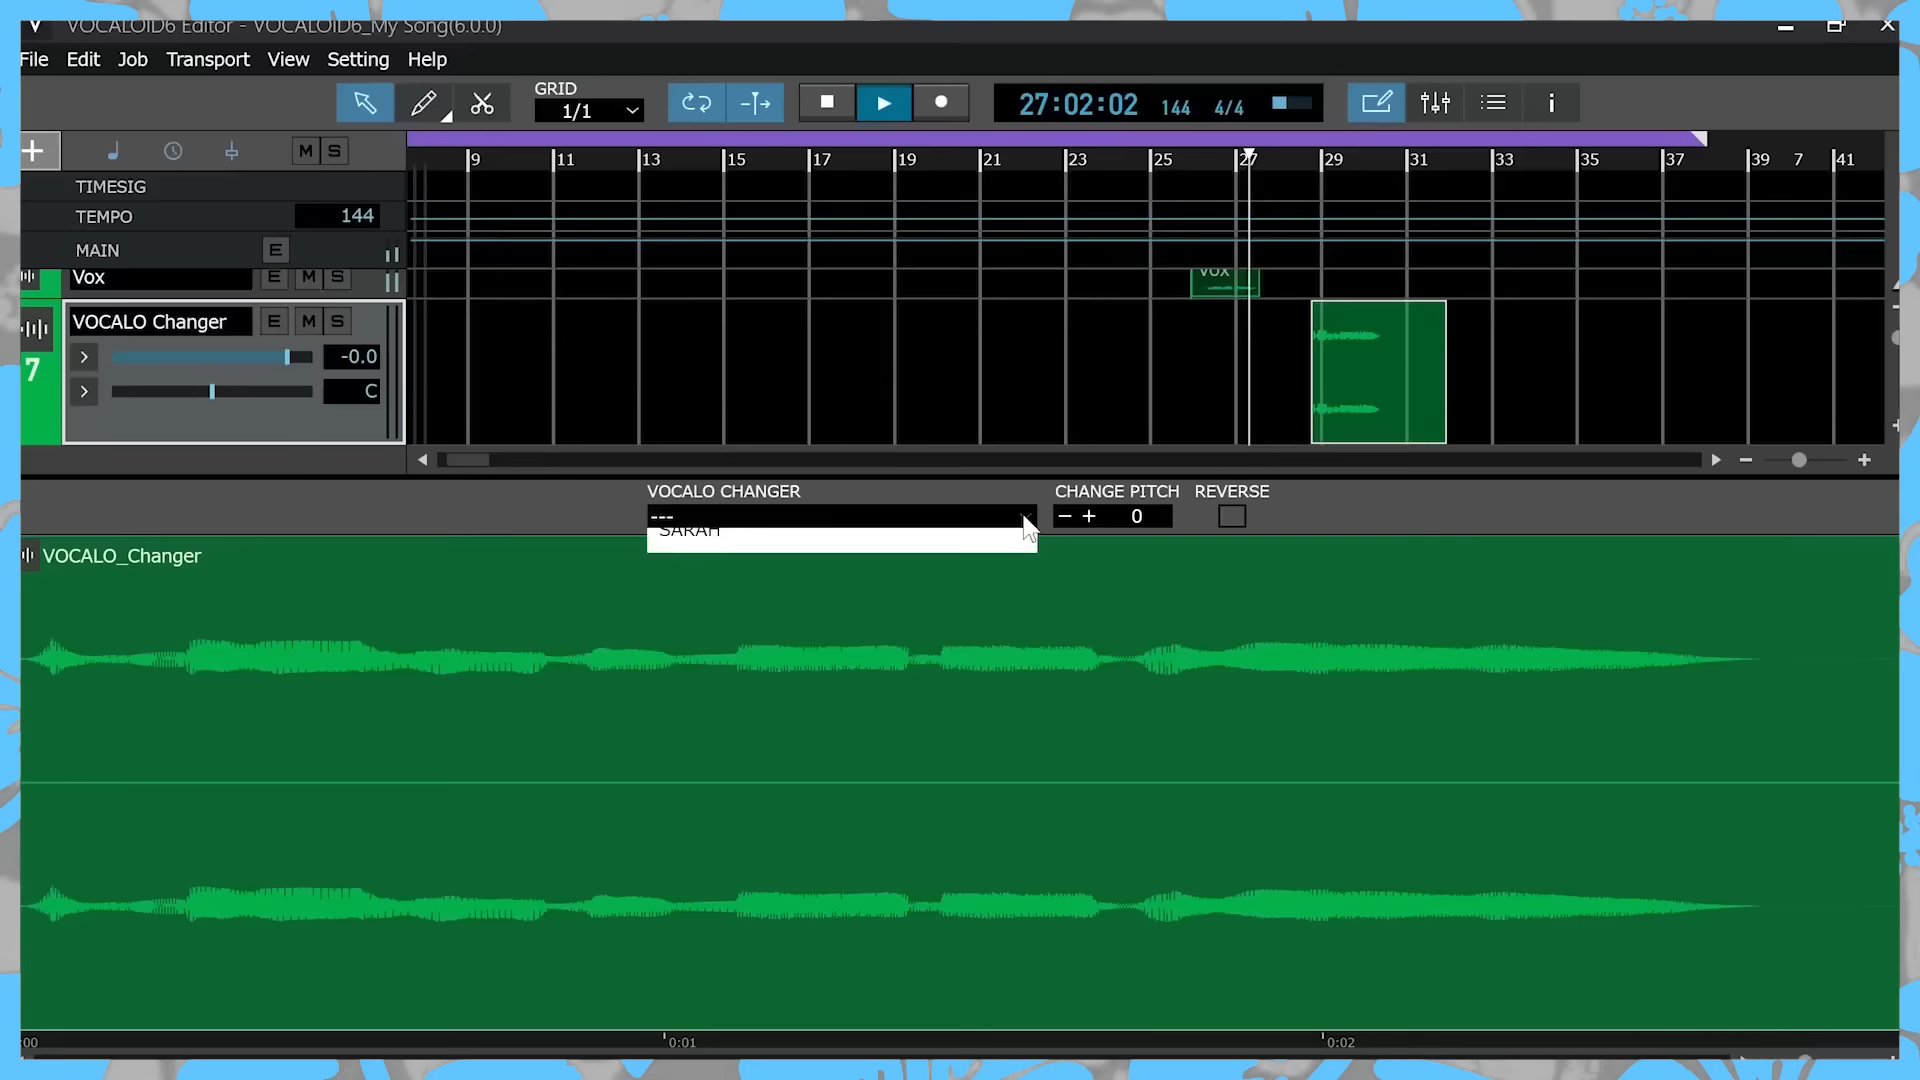 VOCALOID6 Editor - VOCALOID6_My Song(6.0.0)
File Edit Job Transport View Setting Help
GRID
1/1
27:02:02 144 4/4
i
M S
9 11 13 15 17 19 21 23 25 27 29 31 33 35 37 39 7 41
TIMESIG
TEMPO 144
MAIN E
Vox E M S
Vox
VOCALO Changer E M S
-0.0
7
C
VOCALO CHANGER CHANGE PITCH REVERSE
--- − + 0
SARAH
VOCALO_Changer
:00 0:01 0:02